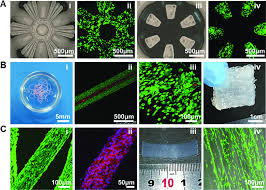 A i ii iii iv
500μm 500μm 500μm 500μm
B i ii iii iv
5mm 500μm 100μm 1cm
C i ii iii iv
100μm 50μm 9 10 1 2 100μm